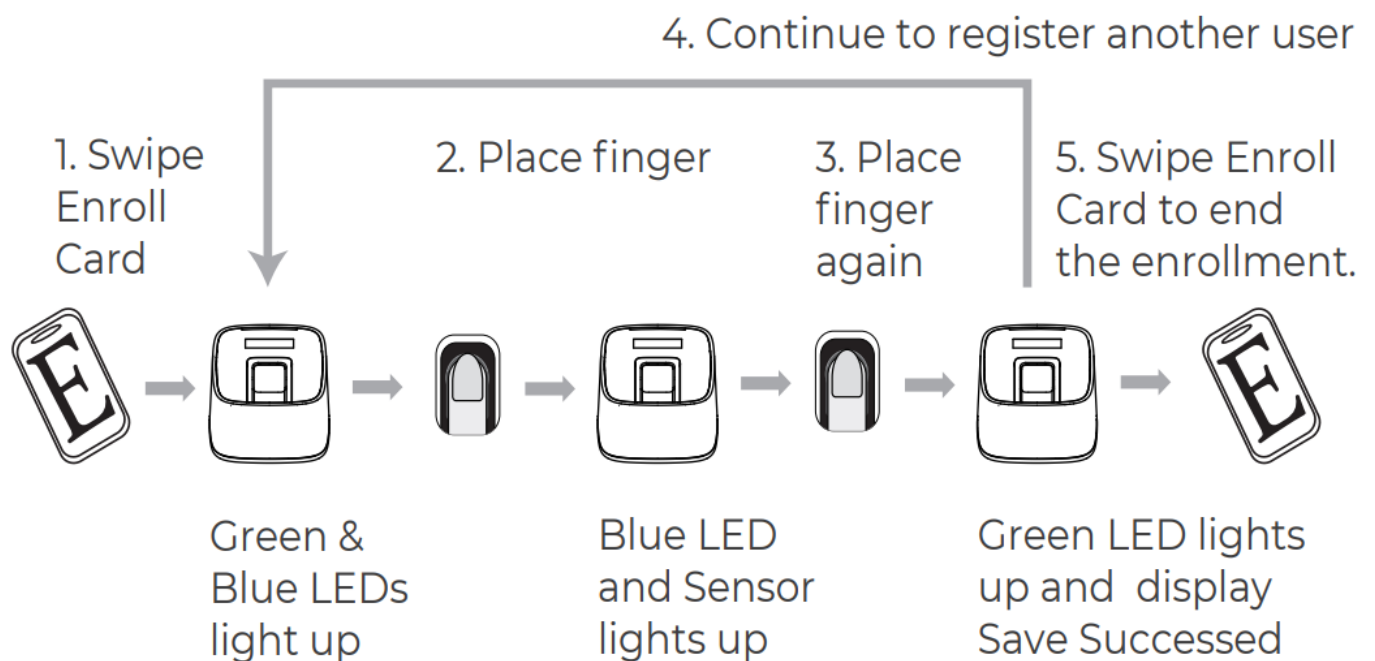 4. Continue to register another user
1. Swipe
Enroll
Card
2. Place finger
3. Place
finger
again
5. Swipe Enroll
Card to end
the enrollment.
E
E
Green &
Blue LEDs
light up
Blue LED
and Sensor
lights up
Green LED lights
up and display
Save Successed